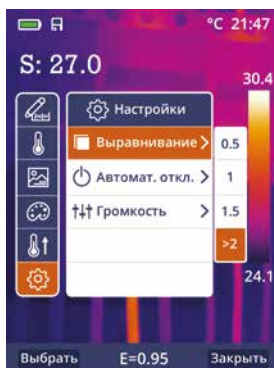 °C 21:47
S: 27.0
30.4
Настройки
Выравнивание > 0.5
Автомат. откл. > 1
Громкость > 1.5
>2
24.1
Выбрать E=0.95 Закрыть